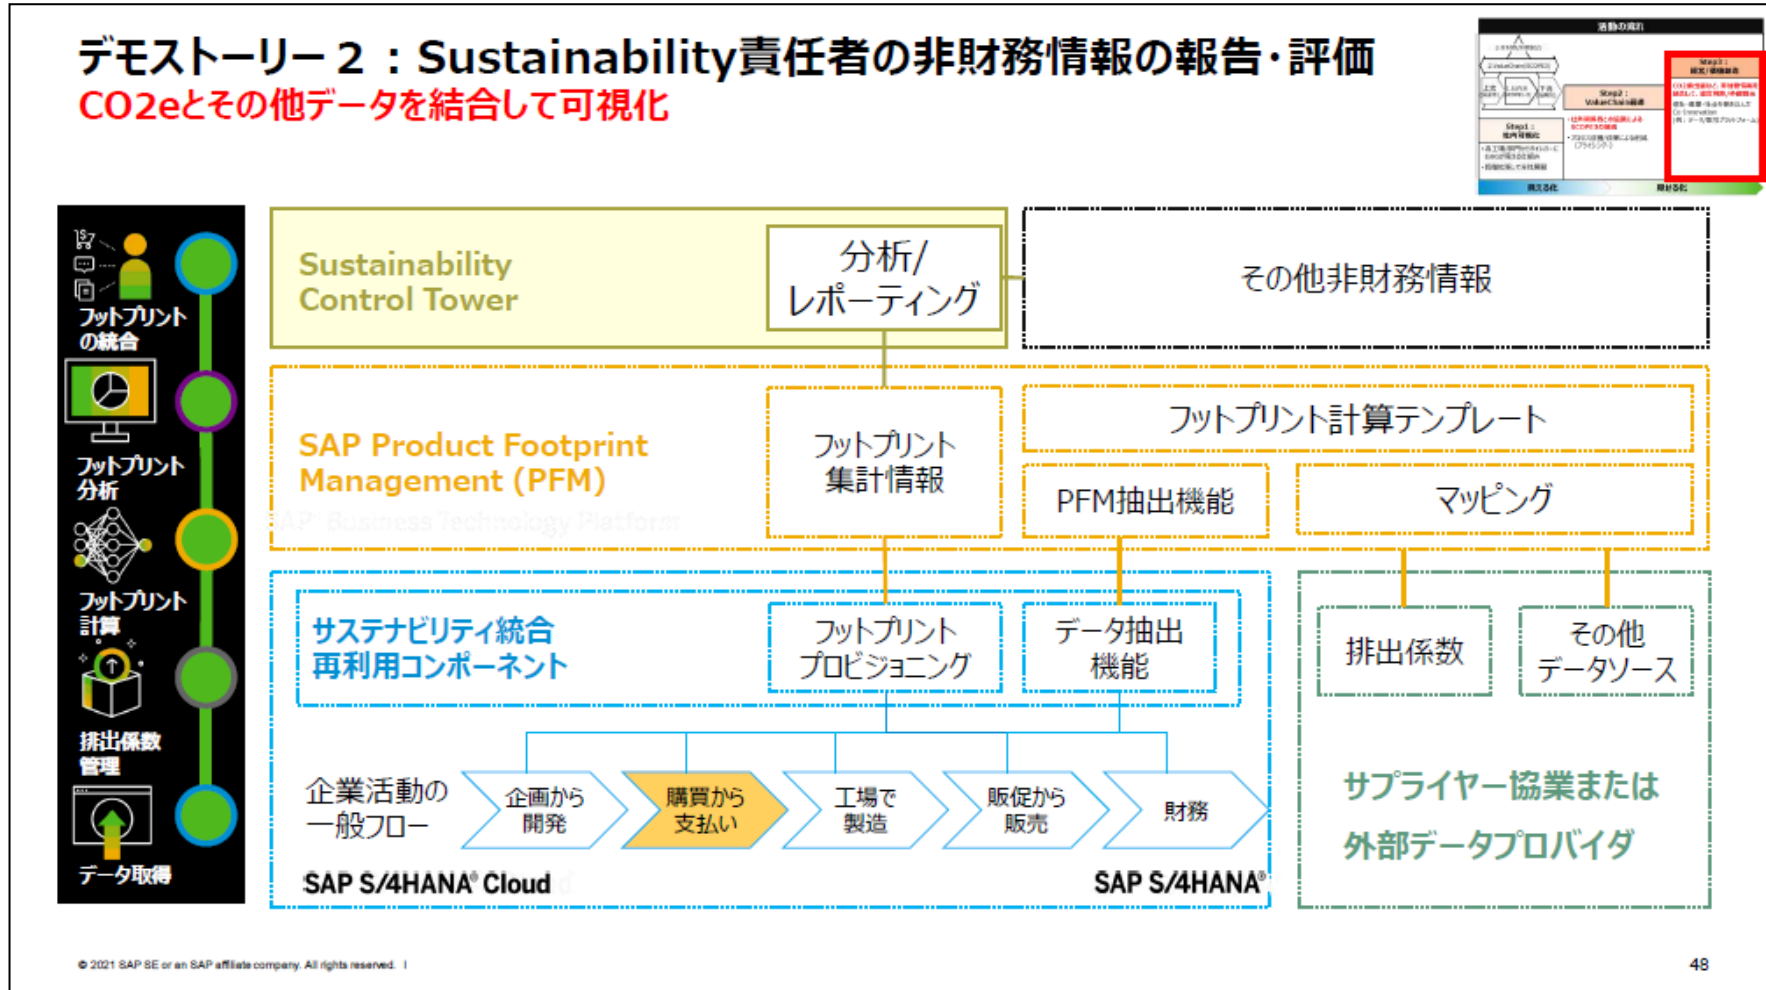 デモストーリー２：Sustainability責任者の非財務情報の報告・評価
CO2eとその他データを結合して可視化
活動の流れ
Step1：
Step2：
ValueChain
Step3：
フットプリント
の統合
フットプリント
分析
フットプリント
計算
排出係数
管理
データ取得
Sustainability
Control Tower
分析/
レポーティング
その他非財務情報
SAP Product Footprint
Management (PFM)
SAP Business Technology Platform
フットプリント
集計情報
フットプリント計算テンプレート
PFM抽出機能
マッピング
サステナビリティ統合
再利用コンポーネント
フットプリント
プロビジョニング
データ抽出
機能
排出係数
その他
データソース
企業活動の
一般フロー
企画から
開発
購買から
支払い
工場で
製造
販促から
販売
財務
SAP S/4HANA® Cloud
SAP S/4HANA®
サプライヤー協業または
外部データプロバイダ
© 2021 SAP SE or an SAP affiliate company. All rights reserved. |
48